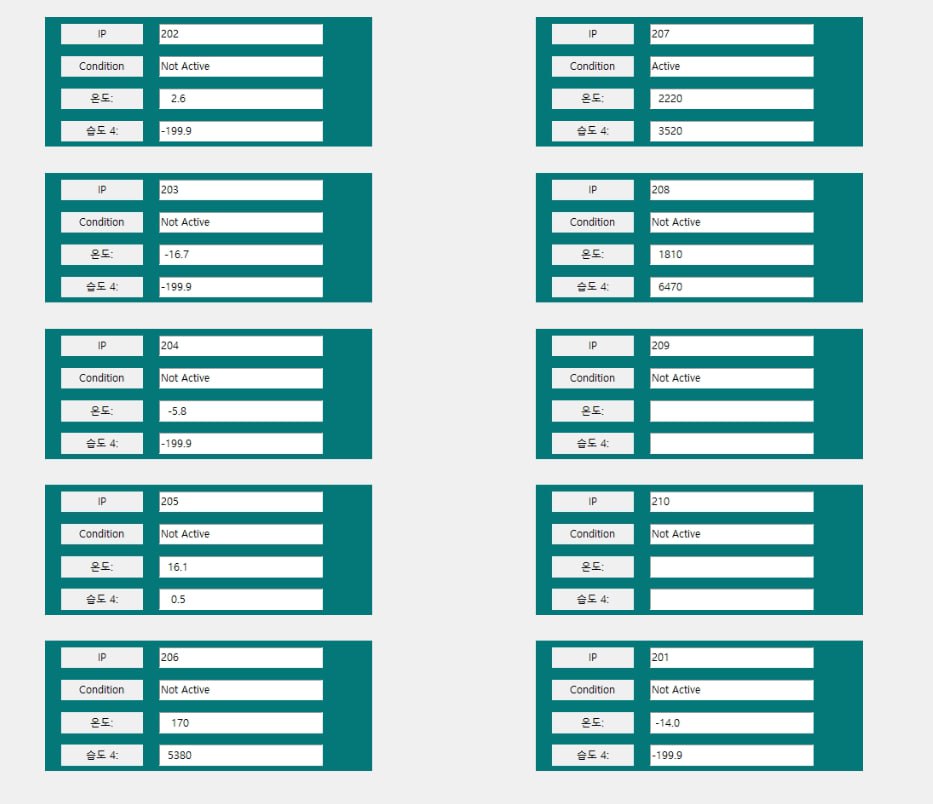 IP 202
Condition Not Active
온도: 2.6
습도 4: -199.9
IP 203
Condition Not Active
온도: -16.7
습도 4: -199.9
IP 204
Condition Not Active
온도: -5.8
습도 4: -199.9
IP 205
Condition Not Active
온도: 16.1
습도 4: 0.5
IP 206
Condition Not Active
온도: 170
습도 4: 5380
IP 207
Condition Active
온도: 2220
습도 4: 3520
IP 208
Condition Not Active
온도: 1810
습도 4: 6470
IP 209
Condition Not Active
온도:
습도 4:
IP 210
Condition Not Active
온도:
습도 4:
IP 201
Condition Not Active
온도: -14.0
습도 4: -199.9